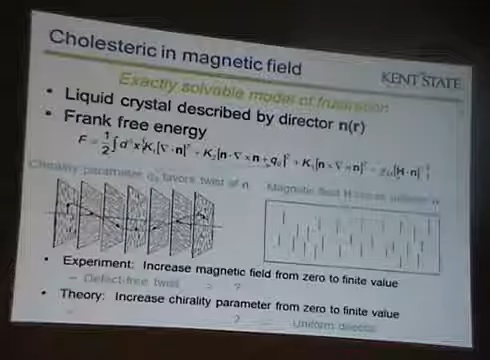 Cholesteric in magnetic field
KENT STATE
Exactly solvable model of frustration
• Liquid crystal described by director n(r)
• Frank free energy
Chirality parameter q₀ favors twist of n
Magnetic field H favors uniform n
• Experiment: Increase magnetic field from zero to finite value
– Defect-free twist ?
• Theory: Increase chirality parameter from zero to finite value
? Uniform director